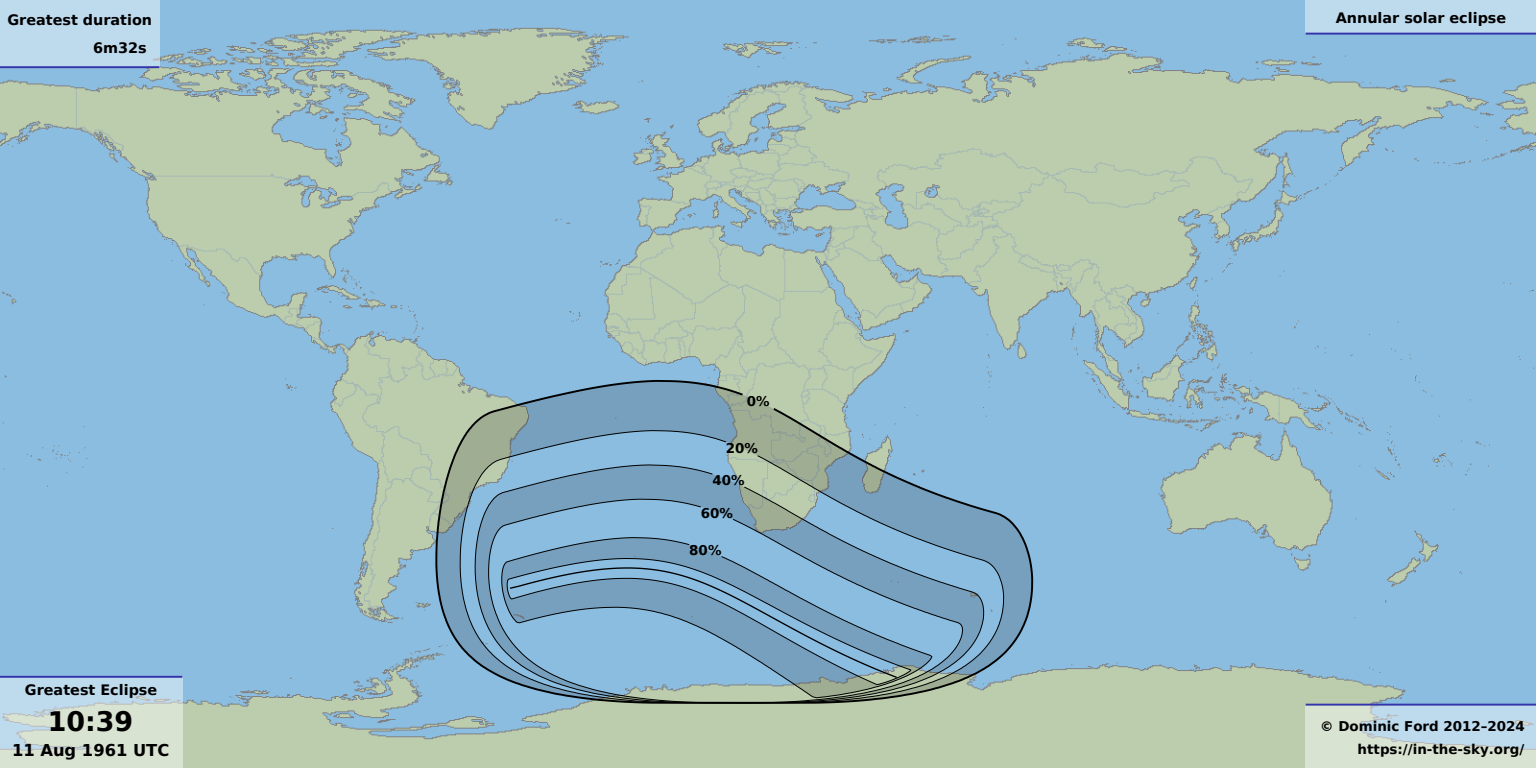 Greatest duration
6m32s
Annular solar eclipse
0%
20%
40%
60%
80%
Greatest Eclipse
10:39
11 Aug 1961 UTC
© Dominic Ford 2012–2024
https://in-the-sky.org/